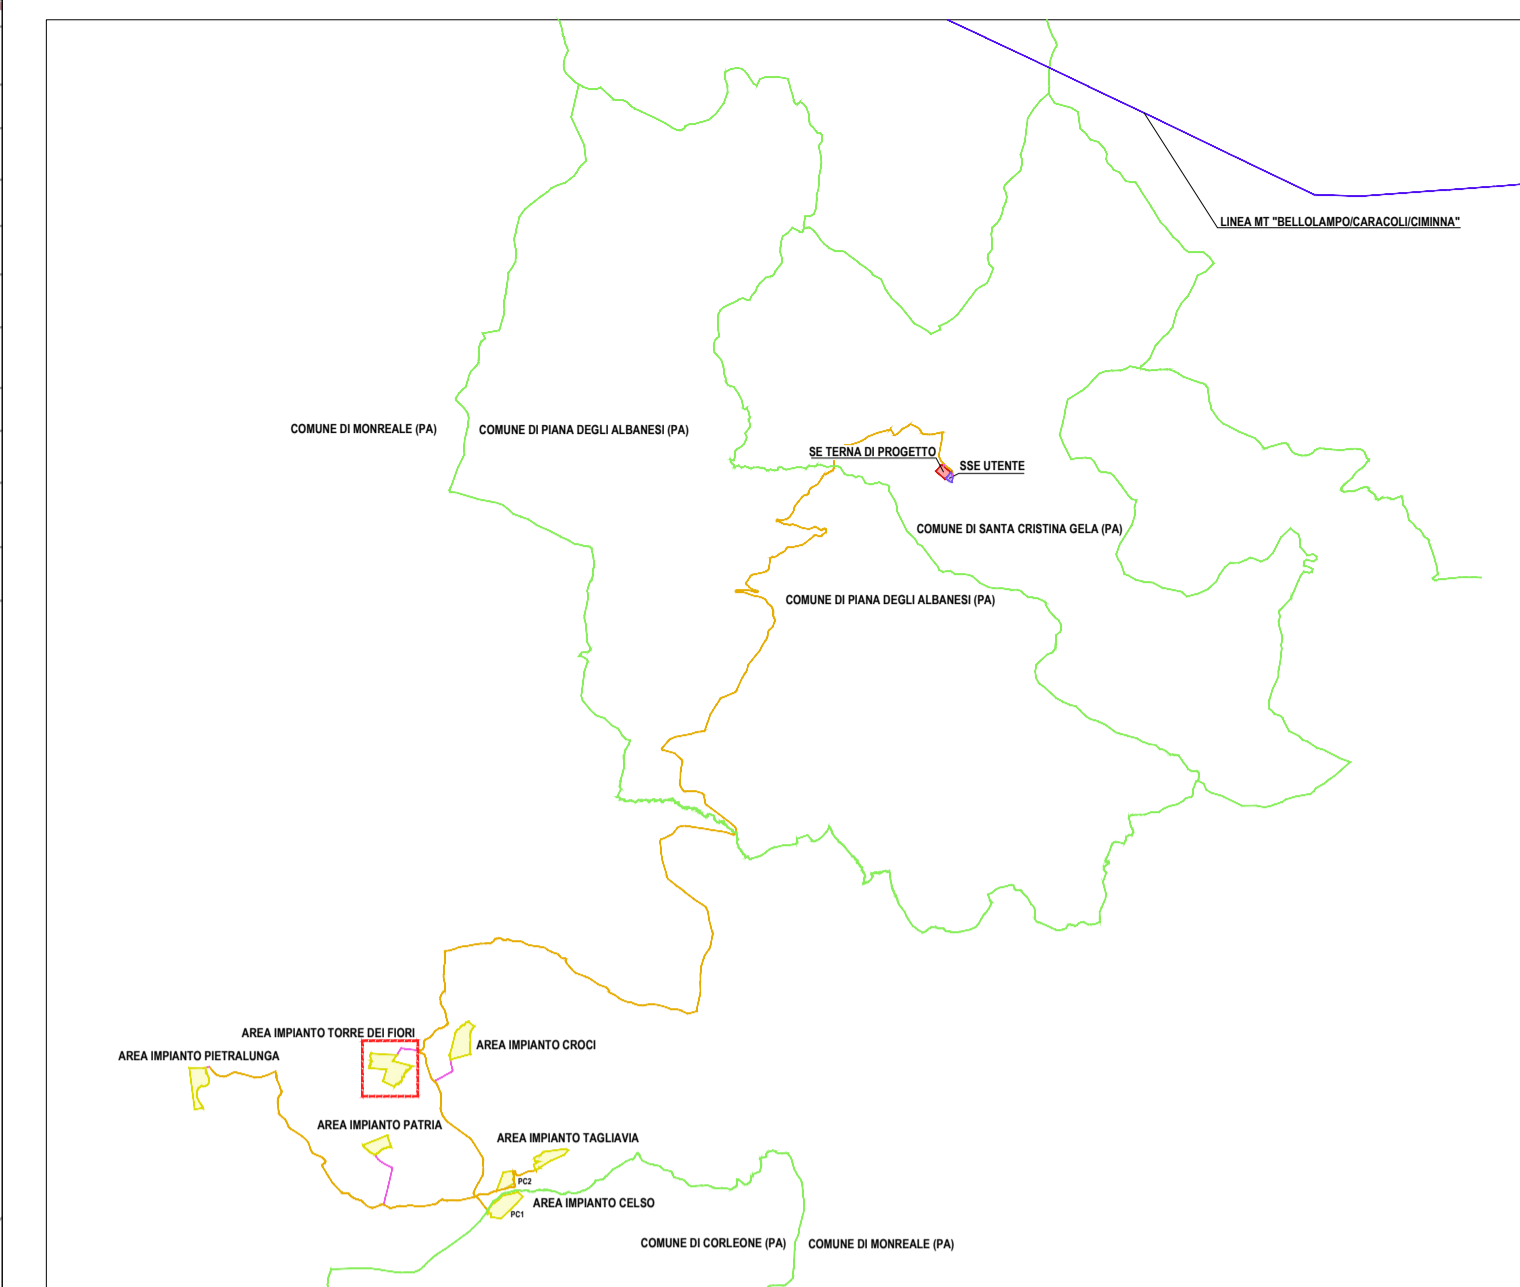 LINEA MT "BELLOLAMPO/CARACOLI/CIMINNA"
COMUNE DI MONREALE (PA)
COMUNE DI PIANA DEGLI ALBANESI (PA)
SE TERNA DI PROGETTO
SSE UTENTE
COMUNE DI SANTA CRISTINA GELA (PA)
COMUNE DI PIANA DEGLI ALBANESI (PA)
AREA IMPIANTO TORRE DEI FIORI
AREA IMPIANTO CROCI
AREA IMPIANTO PIETRALUNGA
AREA IMPIANTO PATRIA
AREA IMPIANTO TAGLIAVIA
PC2
AREA IMPIANTO CELSO
PC1
COMUNE DI CORLEONE (PA)
COMUNE DI MONREALE (PA)